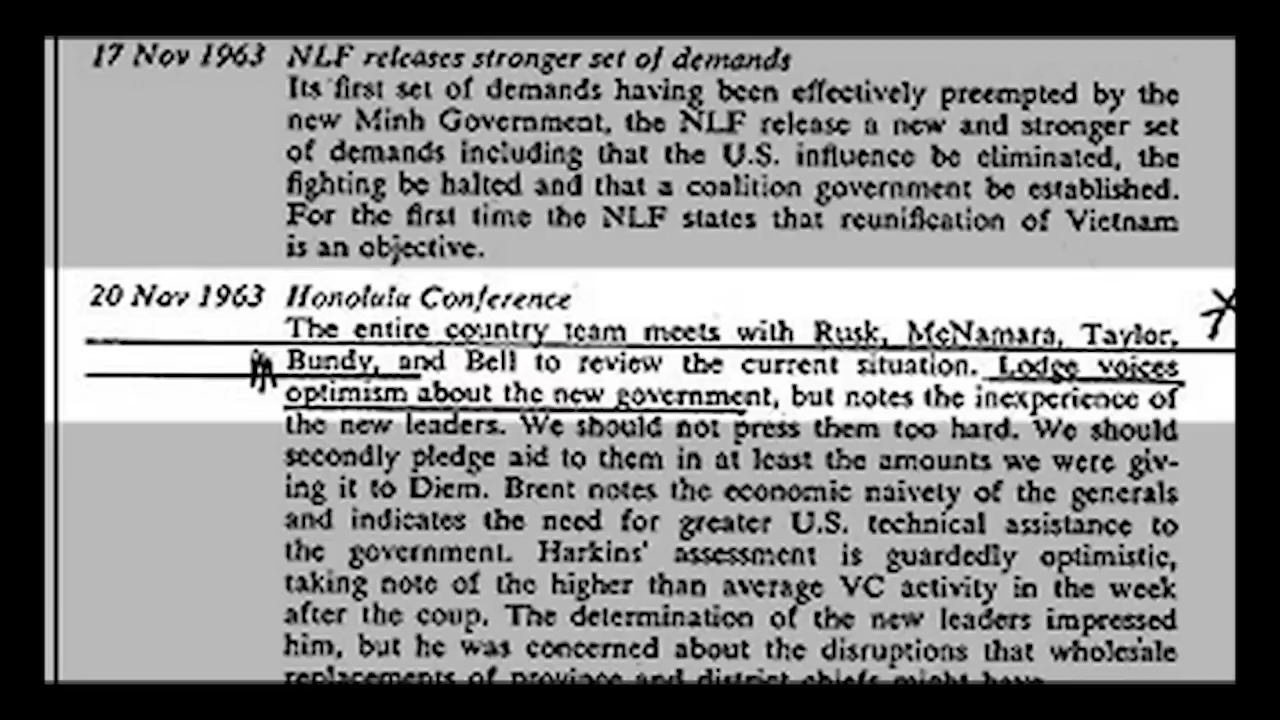 17 Nov 1963 NLF releases stronger set of demands
Its first set of demands having been effectively preempted by the
new Minh Government, the NLF release a new and stronger set
of demands including that the U.S. influence be eliminated, the
fighting be halted and that a coalition government be established.
For the first time the NLF states that reunification of Vietnam
is an objective.
20 Nov 1963 Honolulu Conference
The entire country team meets with Rusk, McNamara, Taylor,
Bundy, and Bell to review the current situation. Lodge voices
optimism about the new government, but notes the inexperience of
the new leaders. We should not press them too hard. We should
secondly pledge aid to them in at least the amounts we were giv-
ing it to Diem. Brent notes the economic naivety of the generals
and indicates the need for greater U.S. technical assistance to
the government. Harkins' assessment is guardedly optimistic,
taking note of the higher than average VC activity in the week
after the coup. The determination of the new leaders impressed
him, but he was concerned about the disruptions that wholesale
replacements of province and district chiefs might have.